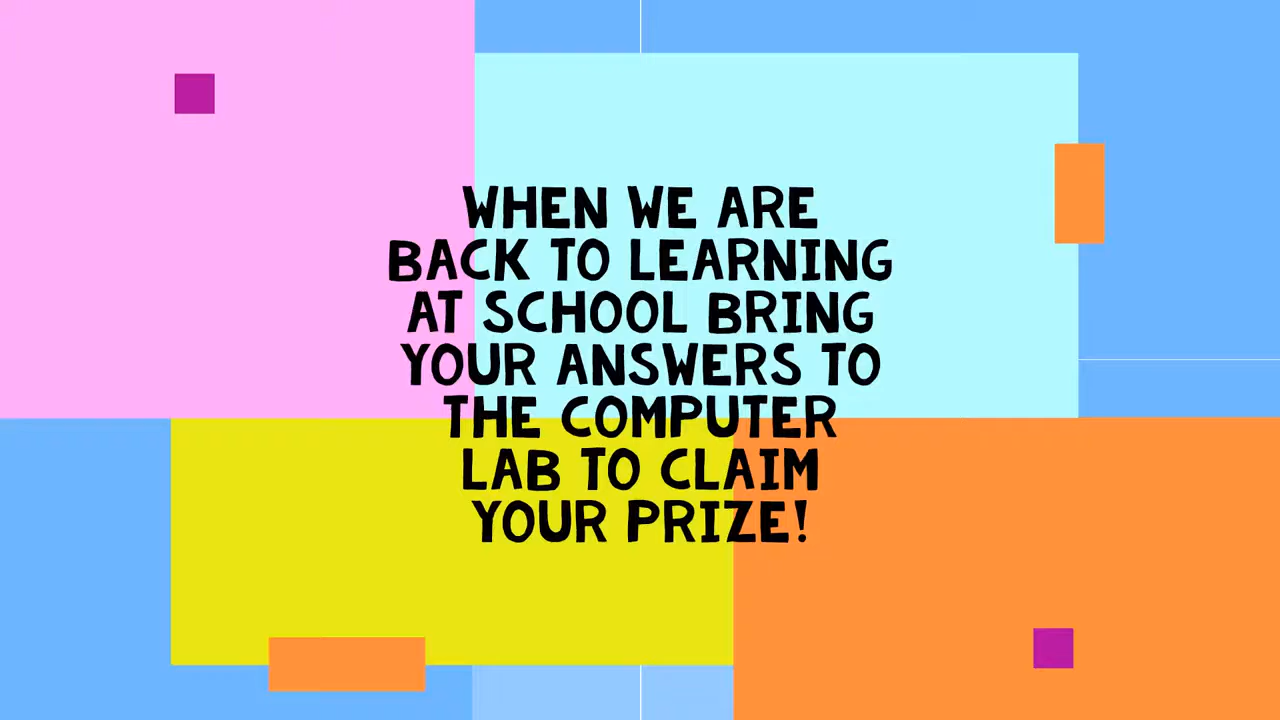 WHEN WE ARE
BACK TO LEARNING
AT SCHOOL BRING
YOUR ANSWERS TO
THE COMPUTER
LAB TO CLAIM
YOUR PRIZE!